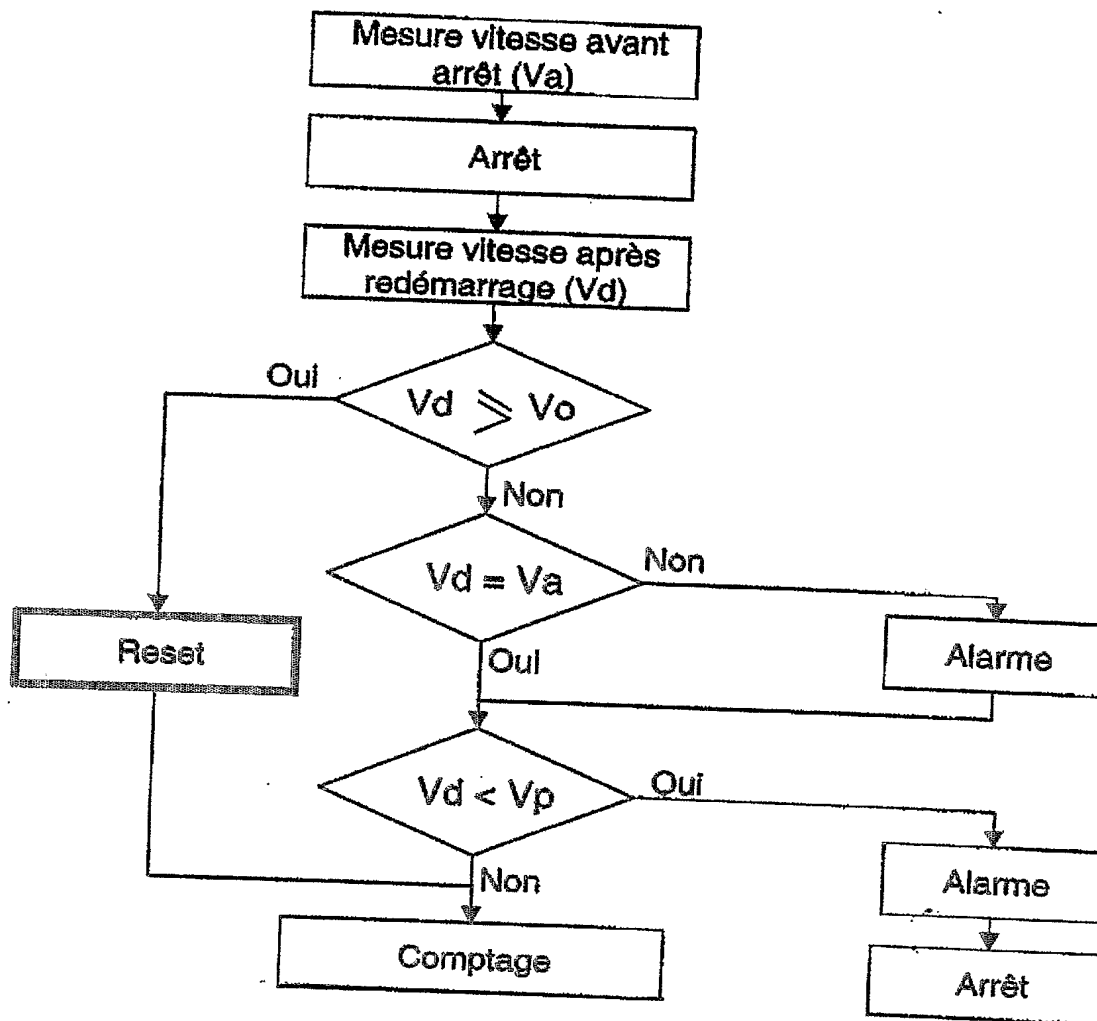 Mesure vitesse avant
arrêt (Va)
Arrêt
Mesure vitesse après
redémarrage (Vd)
Oui
Vd ⩾ Vo
Non
Vd = Va
Non
Reset
Oui
Alarme
Vd < Vp
Oui
Non
Alarme
Comptage
Arrêt